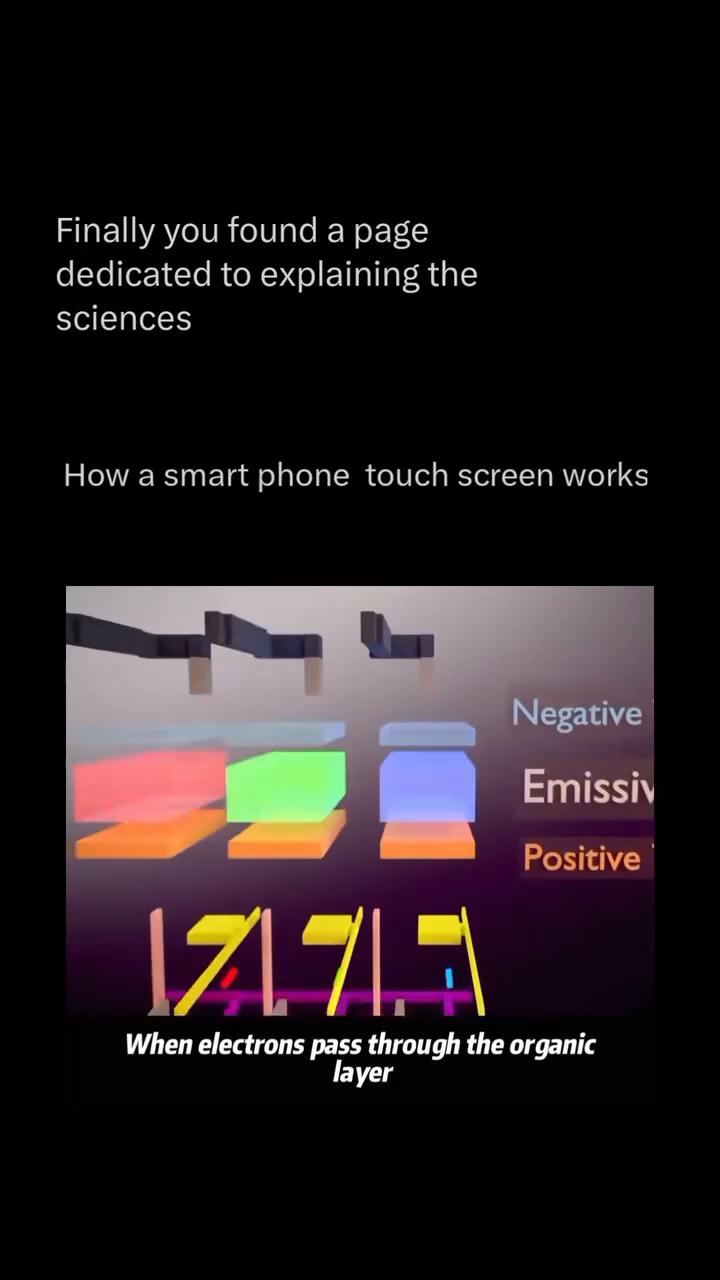 Finally you found a page
dedicated to explaining the
sciences
How a smart phone  touch screen works
Negative
Emissiv
Positive
When electrons pass through the organic
layer